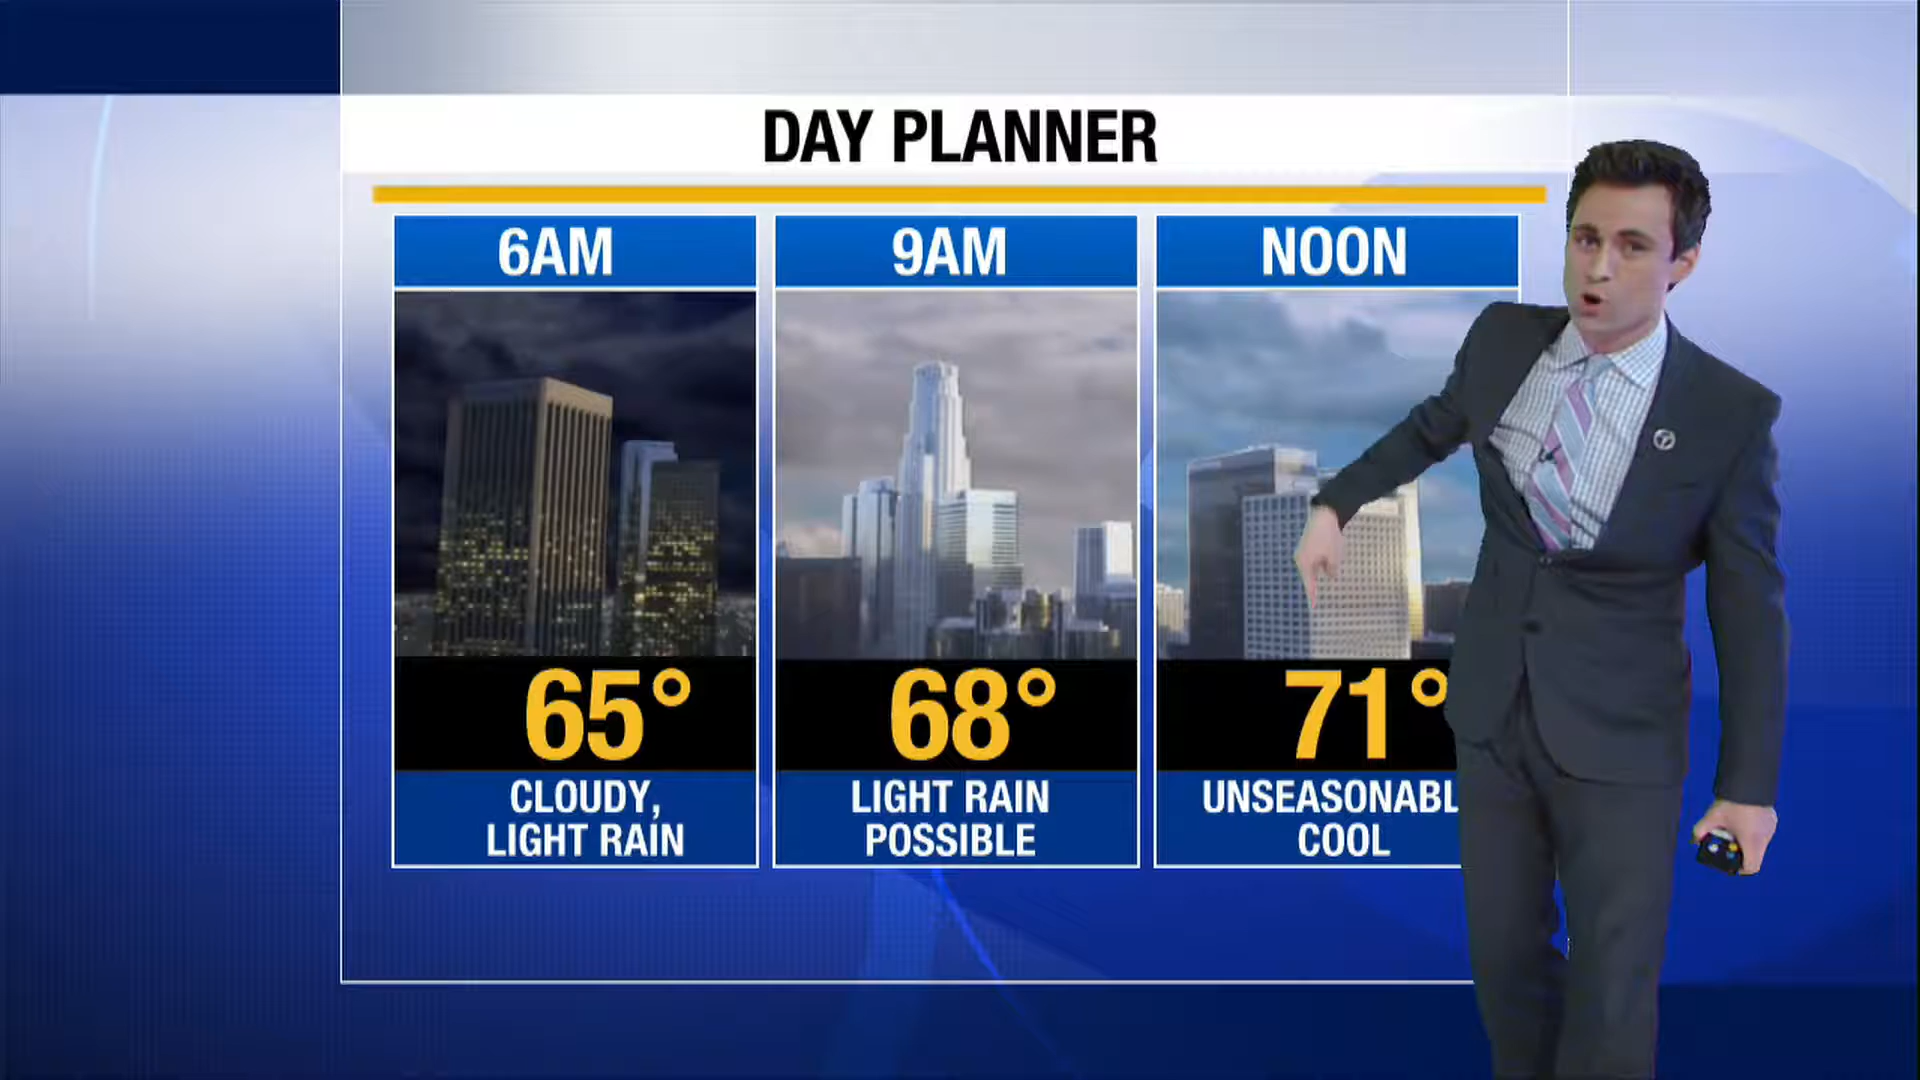 DAY PLANNER
6AM
9AM
NOON
65°
68°
71°
CLOUDY,
LIGHT RAIN
LIGHT RAIN
POSSIBLE
UNSEASONABL
COOL